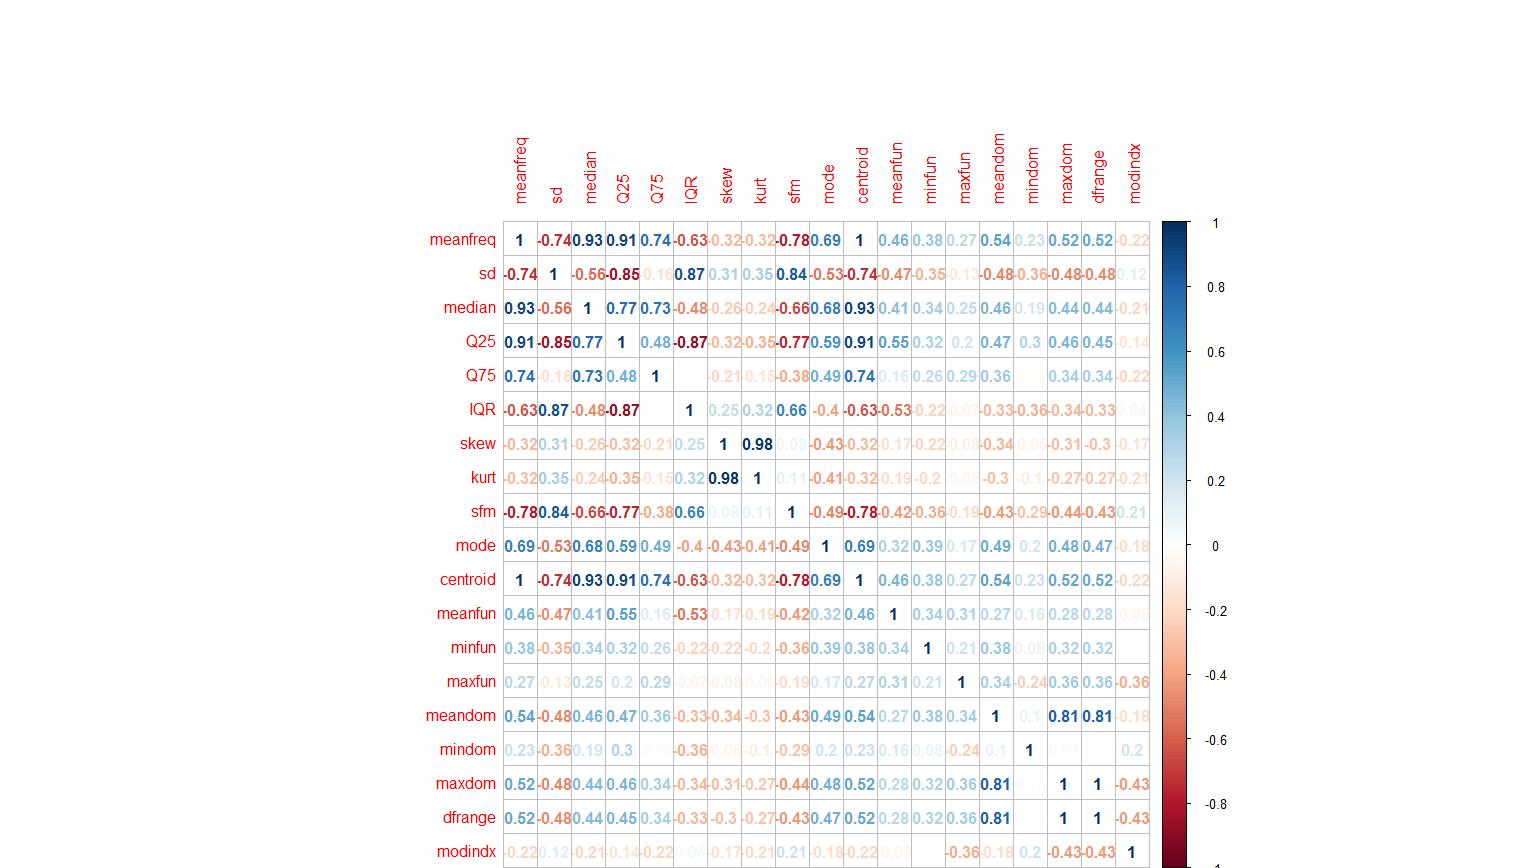 meanfreq sd median Q25 Q75 IQR skew kurt sfm mode centroid meanfun minfun maxfun meandom mindom maxdom dfrange modindx
meanfreq 1 -0.74 0.93 0.91 0.74 -0.63 -0.32 -0.32 -0.78 0.69 1 0.46 0.38 0.27 0.54 0.23 0.52 0.52 -0.22 1
sd -0.74 1 -0.56 -0.85 -0.16 0.87 0.31 0.35 0.84 -0.53 -0.74 -0.47 -0.35 -0.13 -0.48 -0.36 -0.48 -0.48 0.12
0.8
median 0.93 -0.56 1 0.77 0.73 -0.48 -0.26 -0.24 -0.66 0.68 0.93 0.41 0.34 0.25 0.46 0.19 0.44 0.44 -0.21
Q25 0.91 -0.85 0.77 1 0.48 -0.87 -0.32 -0.35 -0.77 0.59 0.91 0.55 0.32 0.2 0.47 0.3 0.46 0.45 -0.14
0.6
Q75 0.74 -0.16 0.73 0.48 1 -0.21 -0.15 -0.38 0.49 0.74 0.16 0.26 0.29 0.36 0.34 0.34 -0.22
IQR -0.63 0.87 -0.48 -0.87 1 0.25 0.32 0.66 -0.4 -0.63 -0.53 -0.22 -0.07 -0.33 -0.36 -0.34 -0.33 0.04
0.4
skew -0.32 0.31 -0.26 -0.32 -0.21 0.25 1 0.98 0.08 -0.43 -0.32 -0.17 -0.22 -0.08 -0.34 -0.06 -0.31 -0.3 -0.17
kurt -0.32 0.35 -0.24 -0.35 -0.15 0.32 0.98 1 0.11 -0.41 -0.32 -0.19 -0.2 -0.05 -0.3 -0.1 -0.27 -0.27 -0.21
0.2
sfm -0.78 0.84 -0.66 -0.77 -0.38 0.66 0.08 0.11 1 -0.49 -0.78 -0.42 -0.36 -0.19 -0.43 -0.29 -0.44 -0.43 0.21
mode 0.69 -0.53 0.68 0.59 0.49 -0.4 -0.43 -0.41 -0.49 1 0.69 0.32 0.39 0.17 0.49 0.2 0.48 0.47 -0.18 0
centroid 1 -0.74 0.93 0.91 0.74 -0.63 -0.32 -0.32 -0.78 0.69 1 0.46 0.38 0.27 0.54 0.23 0.52 0.52 -0.22
-0.2
meanfun 0.46 -0.47 0.41 0.55 0.16 -0.53 -0.17 -0.19 -0.42 0.32 0.46 1 0.34 0.31 0.27 0.16 0.28 0.28 -0.05
minfun 0.38 -0.35 0.34 0.32 0.26 -0.22 -0.22 -0.2 -0.36 0.39 0.38 0.34 1 0.21 0.38 0.08 0.32 0.32
-0.4
maxfun 0.27 -0.13 0.25 0.2 0.29 -0.07 -0.08 -0.05 -0.19 0.17 0.27 0.31 0.21 1 0.34 -0.24 0.36 0.36 -0.36
meandom 0.54 -0.48 0.46 0.47 0.36 -0.33 -0.34 -0.3 -0.43 0.49 0.54 0.27 0.38 0.34 1 0.1 0.81 0.81 -0.18
-0.6
mindom 0.23 -0.36 0.19 0.3 -0.36 -0.06 -0.1 -0.29 0.2 0.23 0.16 0.08 -0.24 0.1 1 0.2
maxdom 0.52 -0.48 0.44 0.46 0.34 -0.34 -0.31 -0.27 -0.44 0.48 0.52 0.28 0.32 0.36 0.81 1 1 -0.43
-0.8
dfrange 0.52 -0.48 0.44 0.45 0.34 -0.33 -0.3 -0.27 -0.43 0.47 0.52 0.28 0.32 0.36 0.81 1 1 -0.43
modindx -0.22 0.12 -0.21 -0.14 -0.22 0.04 -0.17 -0.21 0.21 -0.18 -0.22 -0.05 -0.36 -0.18 0.2 -0.43 -0.43 1